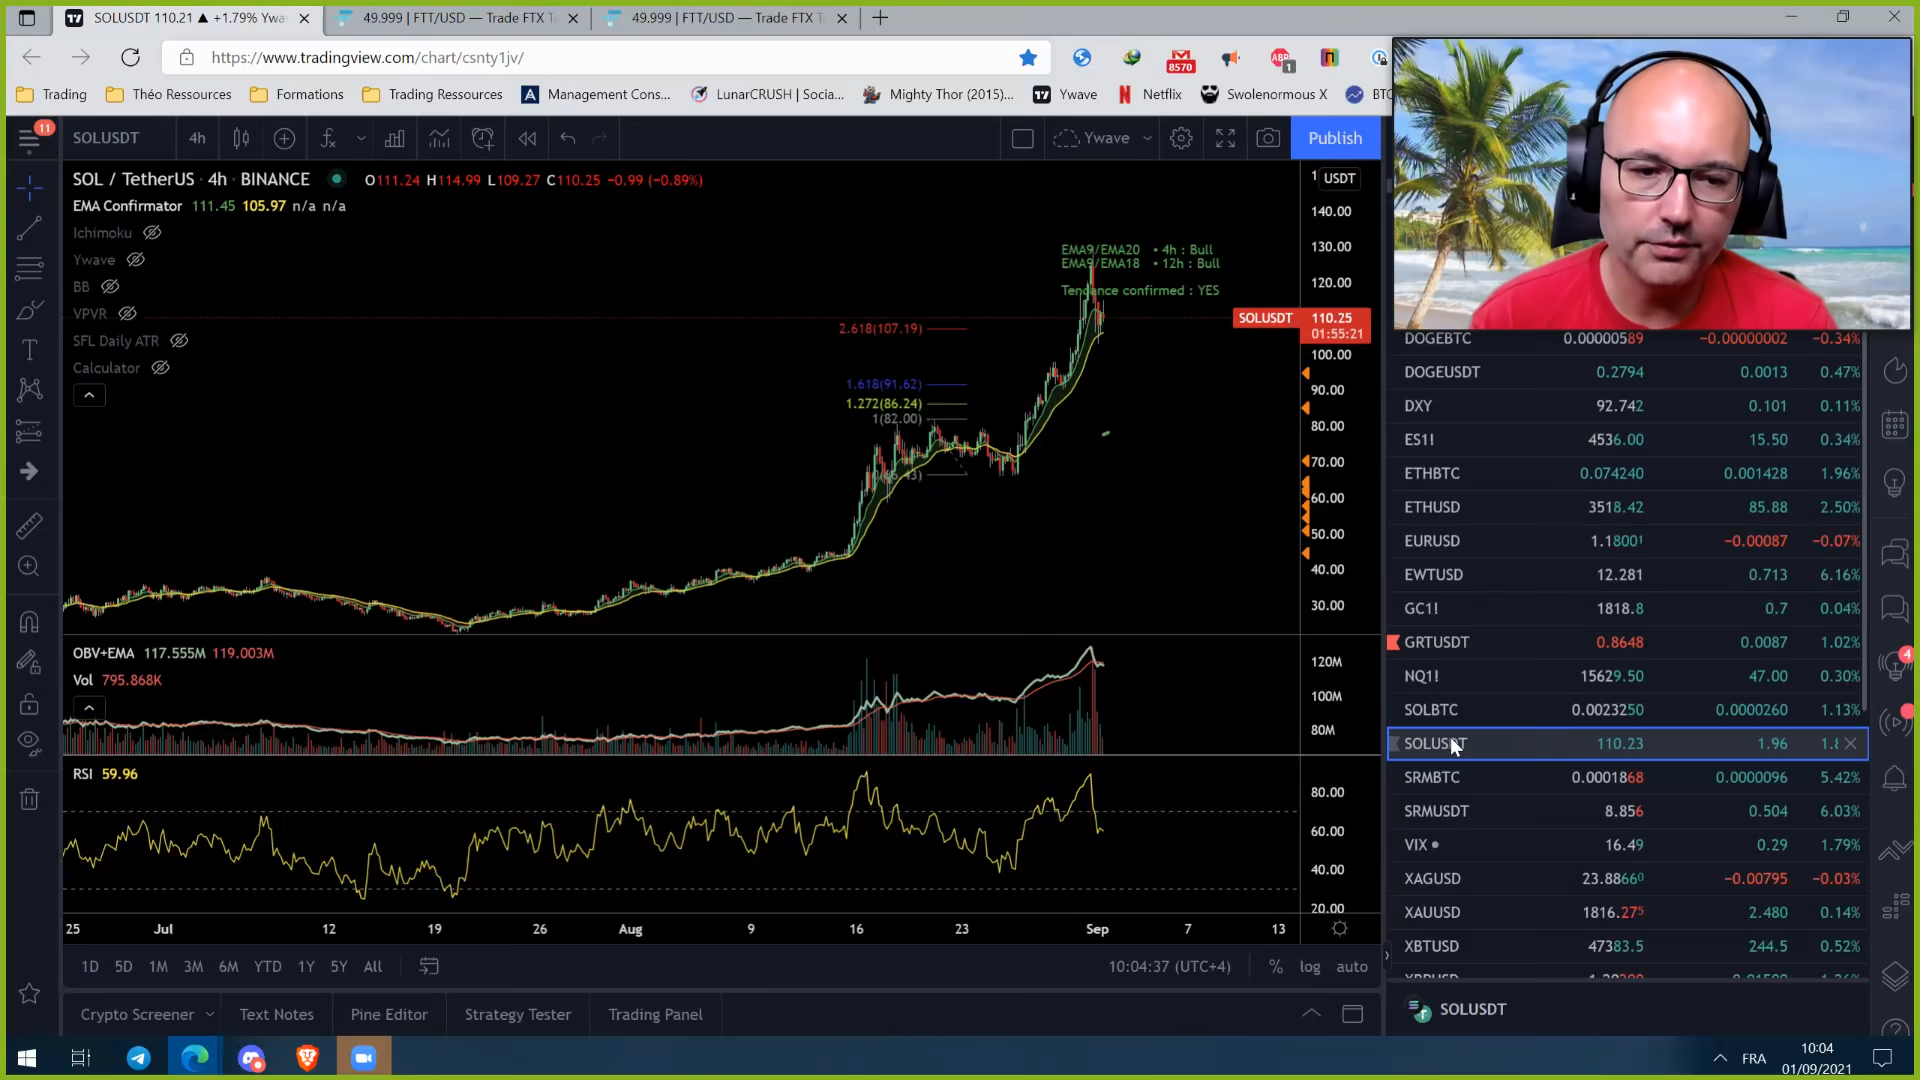 SOLUSDT 110.21 ▲ +1.79% Ywa
49.999 | FTT/USD — Trade FTX T
49.999 | FTT/USD — Trade FTX T
https://www.tradingview.com/chart/csnty1jv/
8570
ABP
1
Trading
Théo Ressources
Formations
Trading Ressources
Management Cons...
LunarCRUSH | Socia...
Mighty Thor (2015)...
Ywave
Netflix
Swolenormous X
BTC
11
SOLUSDT
4h
Ywave
Publish
SOL / TetherUS · 4h · BINANCE
O111.24 H114.99 L109.27 C110.25 −0.99 (−0.89%)
USDT
EMA Confirmator 111.45 105.97 n/a n/a
Ichimoku
Ywave
BB
VPVR
SFL Daily ATR
Calculator
EMA9/EMA20 • 4h : Bull
EMA9/EMA18 • 12h : Bull
Tendance confirmed : YES
2.618(107.19)
1.618(91.62)
1.272(86.24)
1(82.00)
140.00
130.00
120.00
SOLUSDT 110.25
01:55:21
100.00
90.00
80.00
70.00
60.00
50.00
40.00
30.00
OBV+EMA 117.555M 119.003M
Vol 795.868K
120M
100M
80M
RSI 59.96
80.00
60.00
40.00
20.00
25 Jul 12 19 26 Aug 9 16 23 Sep 7 13
1D 5D 1M 3M 6M YTD 1Y 5Y All
10:04:37 (UTC+4)
% log auto
Crypto Screener
Text Notes
Pine Editor
Strategy Tester
Trading Panel
DOGEBTC 0.00000589 −0.00000002 −0.34%
DOGEUSDT 0.2794 0.0013 0.47%
DXY 92.742 0.101 0.11%
ES1! 4536.00 15.50 0.34%
ETHBTC 0.074240 0.001428 1.96%
ETHUSD 3518.42 85.88 2.50%
EURUSD 1.18001 −0.00087 −0.07%
EWTUSD 12.281 0.713 6.16%
GC1! 1818.8 0.7 0.04%
GRTUSDT 0.8648 0.0087 1.02%
NQ1! 15629.50 47.00 0.30%
SOLBTC 0.0023250 0.0000260 1.13%
SOLUSDT 110.23 1.96
SRMBTC 0.0001868 0.0000096 5.42%
SRMUSDT 8.856 0.504 6.03%
VIX 16.49 0.29 1.79%
XAGUSD 23.88660 −0.00795 −0.03%
XAUUSD 1816.275 2.480 0.14%
XBTUSD 47383.5 244.5 0.52%
4
SOLUSDT
FRA
10:04
01/09/2021